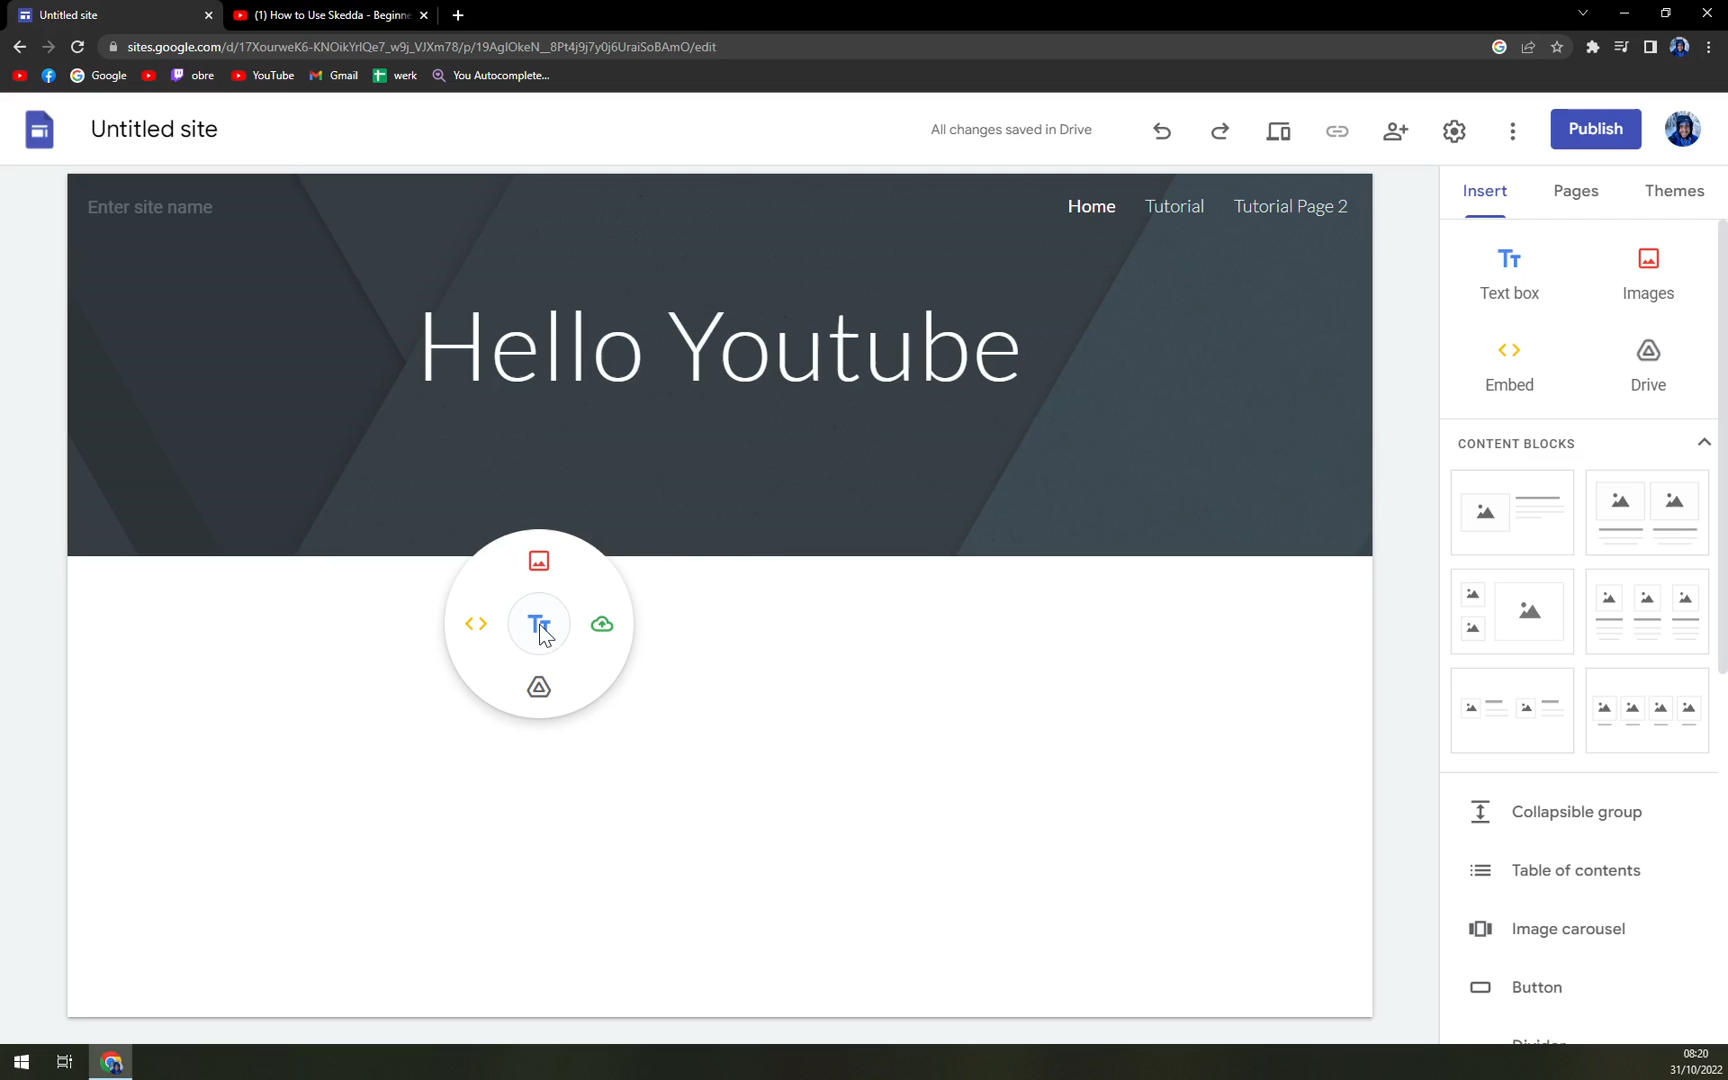 Untitled site
(1) How to Use Skedda - Beginne
sites.google.com/d/17XourweK6-KNOikYrlQe7_w9j_VJXm78/p/19AglOkeN__8Pt4j9j7y0j6UraiSoBAmO/edit
Google
obre
YouTube
Gmail
werk
You Autocomplete...
Untitled site
All changes saved in Drive
Publish
Enter site name
Home
Tutorial
Tutorial Page 2
Hello Youtube
Insert
Pages
Themes
Text box
Images
Embed
Drive
CONTENT BLOCKS
Collapsible group
Table of contents
Image carousel
Button
Divider
08:20
31/10/2022